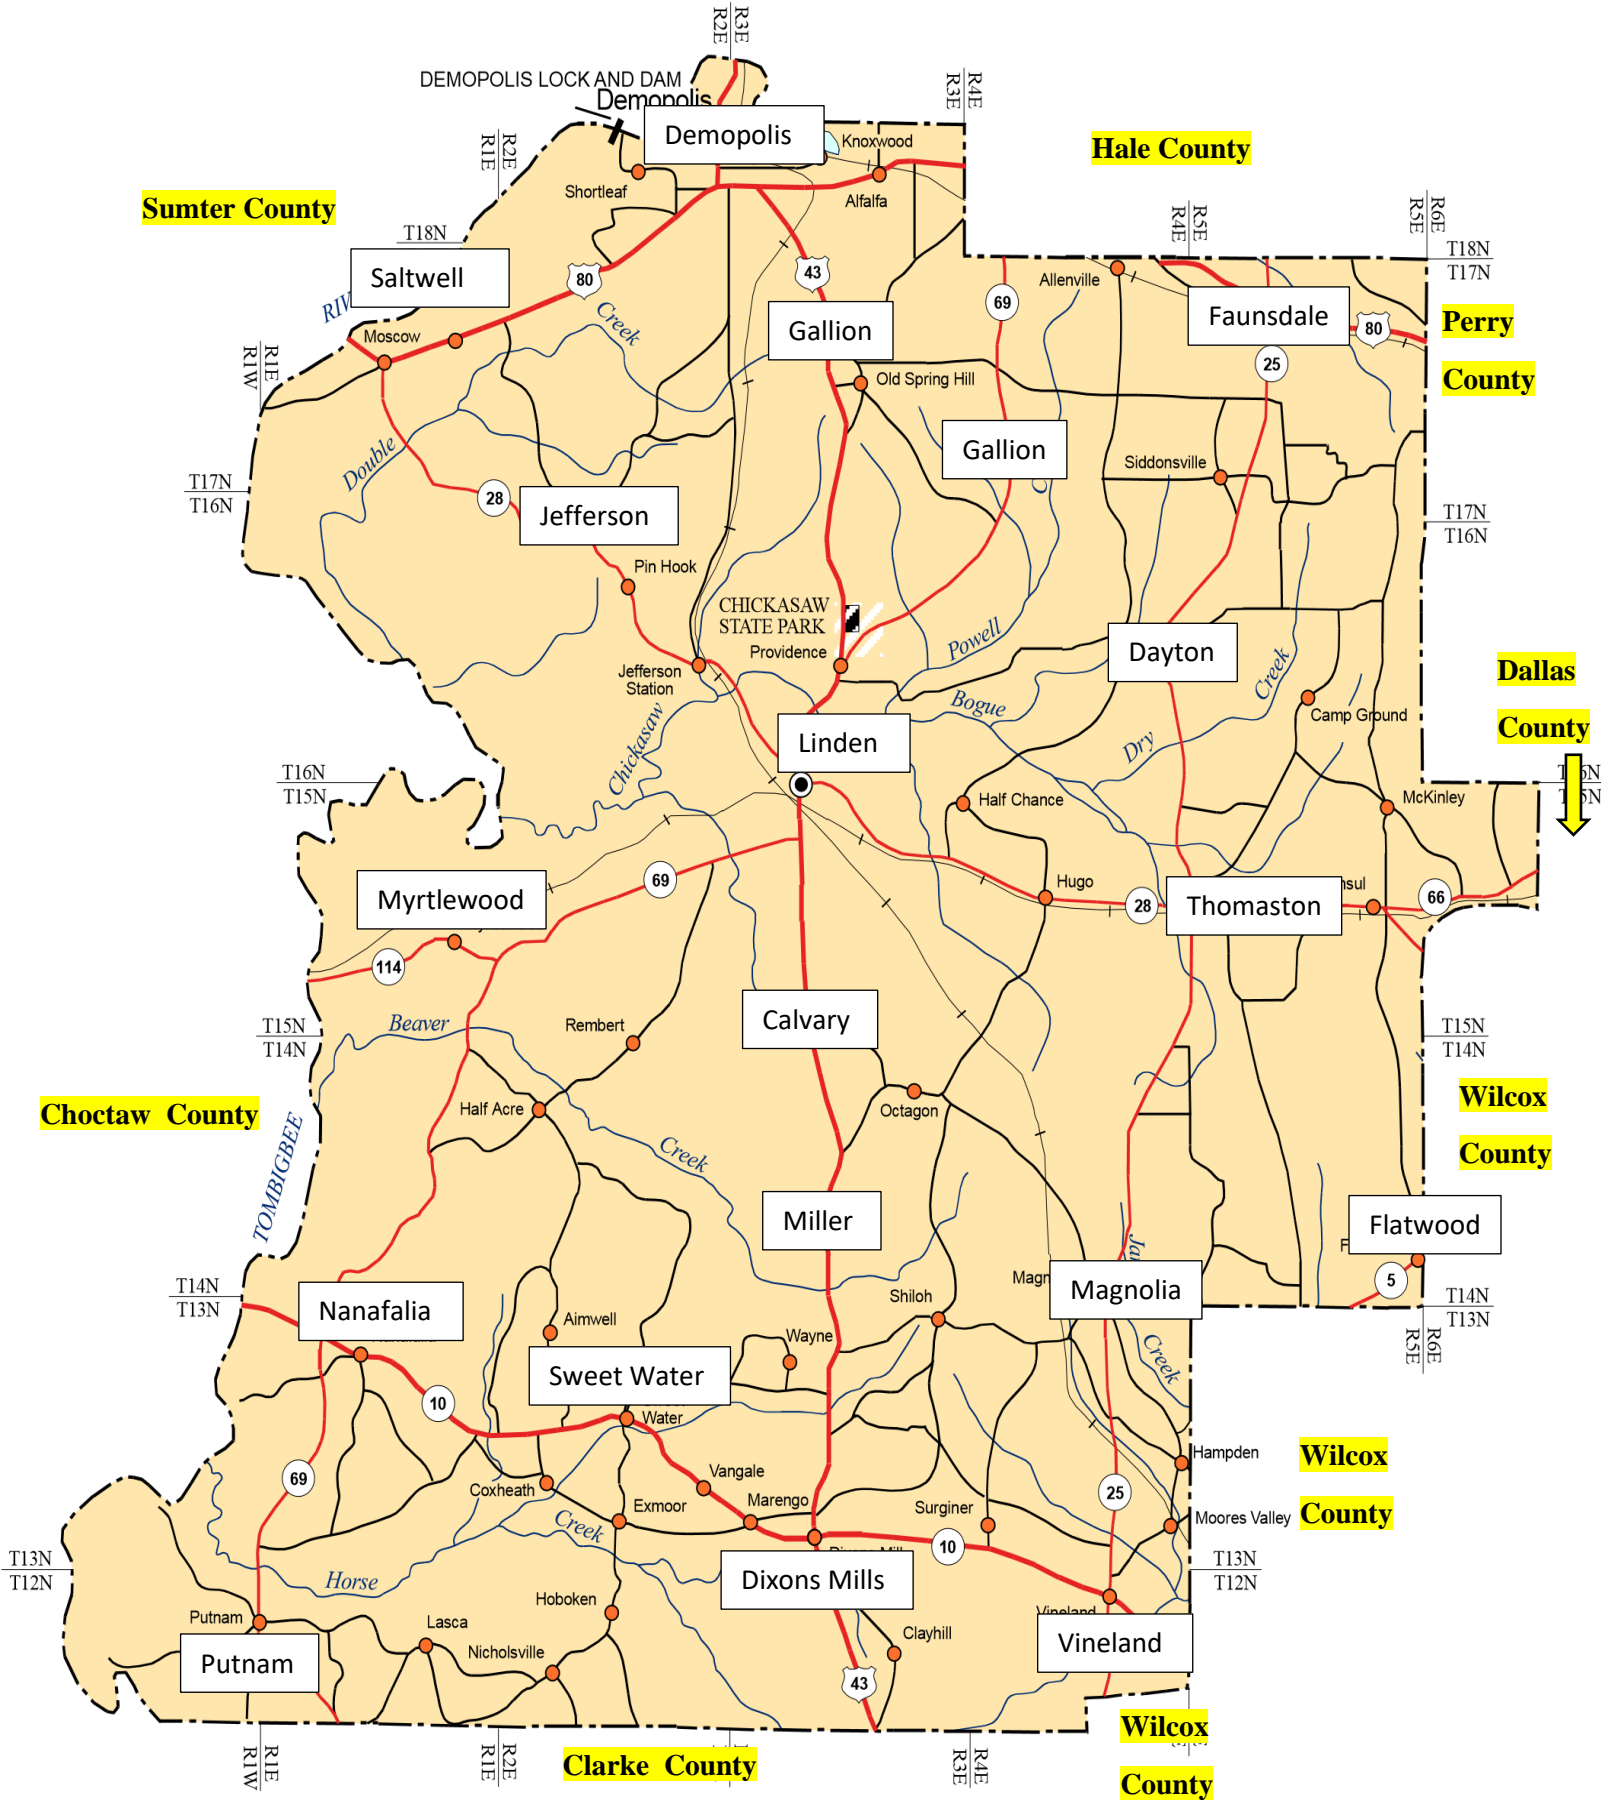 R2E
R3E
DEMOPOLIS LOCK AND DAM
Demopolis
R3E
R4E
Demopolis
Knoxwood
Hale County
R1E
R2E
Shortleaf
Alfalfa
Sumter County
R4E
R5E
R5E
R6E
T18N
T18N
T17N
Saltwell
80
43
Allenville
69
RIV
Creek
Gallion
Faunsdale
80
Perry
County
Moscow
25
R1W
R1E
Old Spring Hill
Double
Gallion
Siddonsville
T17N
T16N
28
Jefferson
C
T17N
T16N
Pin Hook
CHICKASAW
STATE PARK
Providence
Powell
Dayton
Creek
Jefferson
Station
Dallas
County
Bogue
Camp Ground
Chickasaw
Linden
Dry
T16N
T15N
Half Chance
McKinley
69
Hugo
Myrtlewood
28
Thomaston
nsul
66
114
Calvary
Beaver
Rembert
T15N
T14N
T15N
T14N
Choctaw County
Half Acre
Octagon
Wilcox
County
TOMBIGBEE
Creek
Miller
Flatwood
F
Jan
Magn
Magnolia
5
T14N
T13N
Nanafalia
Shiloh
T14N
T13N
Aimwell
Wayne
Creek
R5E
R6E
Sweet Water
10
Water
Hampden
Wilcox
County
69
Vangale
Coxheath
Exmoor
Marengo
Surginer
25
Moores Valley
Creek
10
T13N
T12N
T13N
T12N
Horse
Dixons Mills
Hoboken
Vineland
Putnam
Lasca
Clayhill
Vineland
Nicholsville
Putnam
43
Wilcox
County
R1W
R1E
R1E
R2E
Clarke County
R3E
R4E